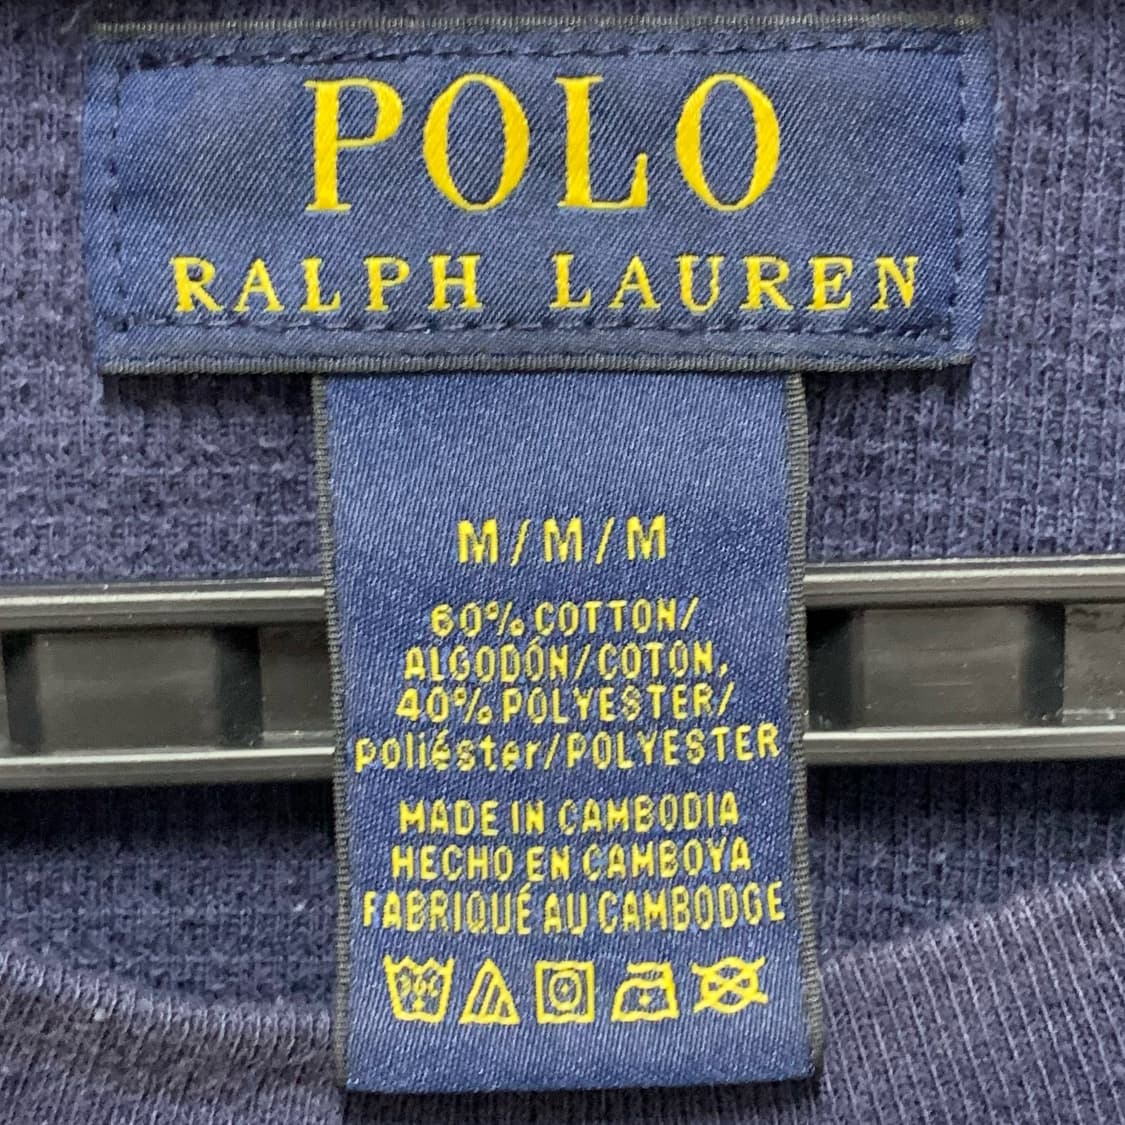 POLO
RALPH LAUREN
M/M/M
60% COTTON/
ALGODÓN/COTON,
40% POLYESTER/
poliéster/POLYESTER
MADE IN CAMBODIA
HECHO EN CAMBOYA
FABRIQUÉ AU CAMBODGE